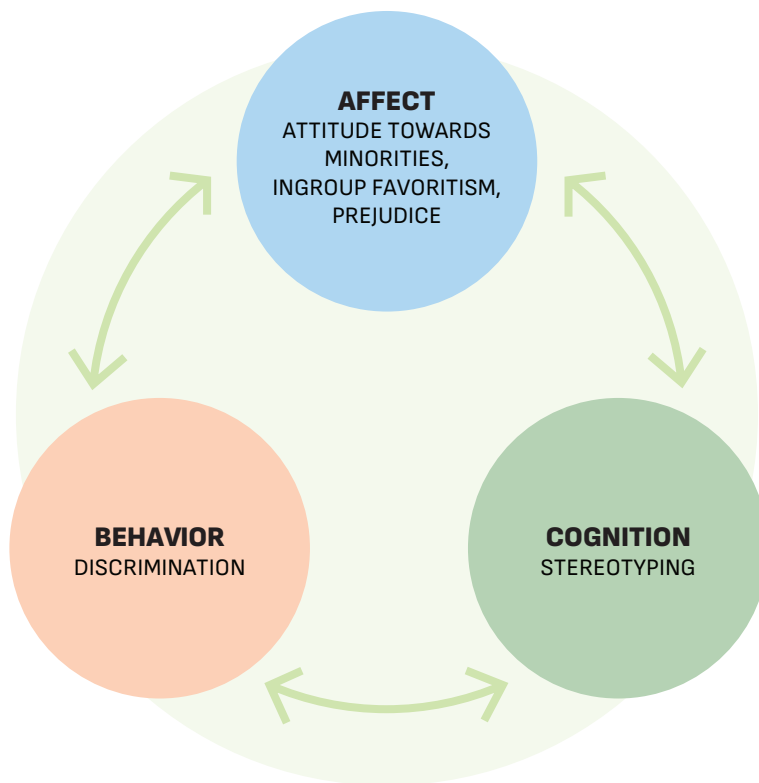 AFFECT
ATTITUDE TOWARDS
MINORITIES,
INGROUP FAVORITISM,
PREJUDICE
BEHAVIOR
DISCRIMINATION
COGNITION
STEREOTYPING